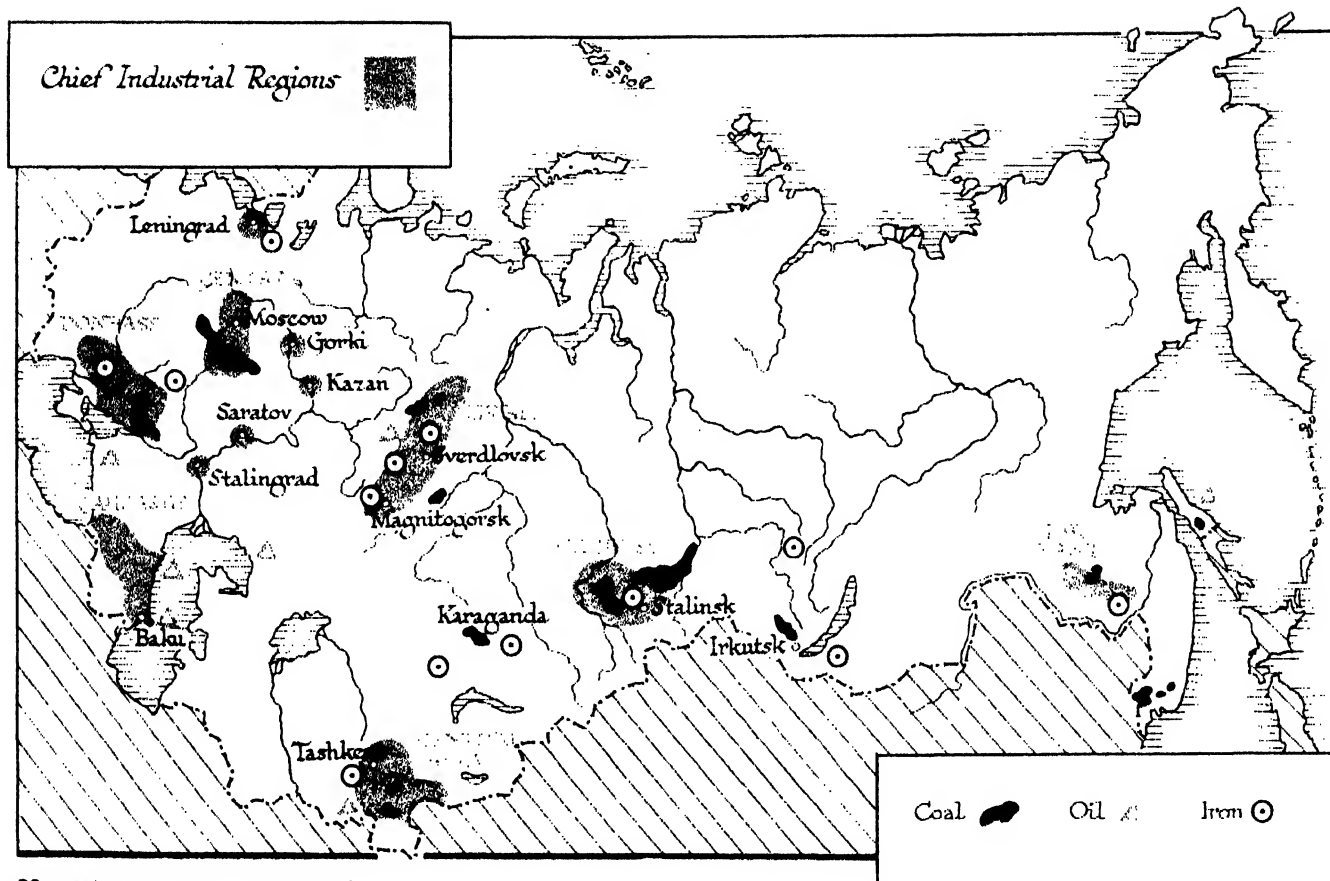 Chief Industrial Regions
Leningrad
Moscow
Gorki
Kazan
Saratov
Stalingrad
Sverdlovsk
Magnitogorsk
Karaganda
Stalinsk
Irkutsk
Baku
Tashke
Coal
Oil
Iron